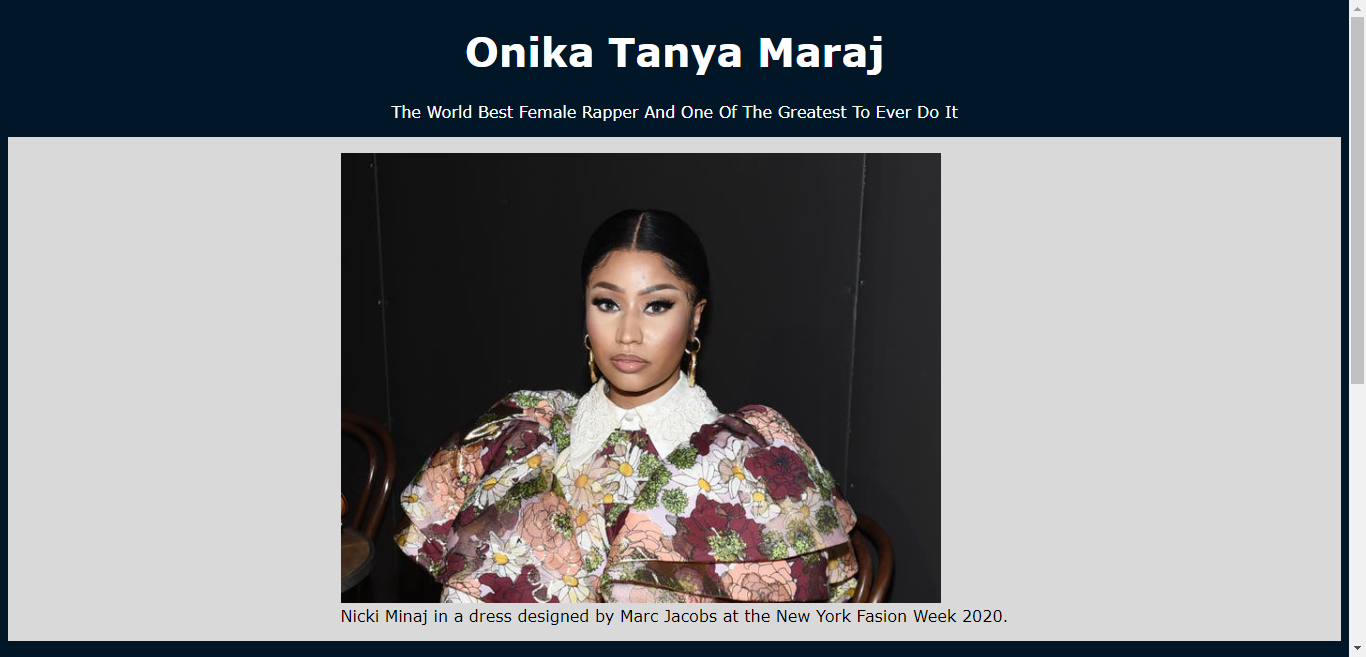 Onika Tanya Maraj
The World Best Female Rapper And One Of The Greatest To Ever Do It
Nicki Minaj in a dress designed by Marc Jacobs at the New York Fasion Week 2020.